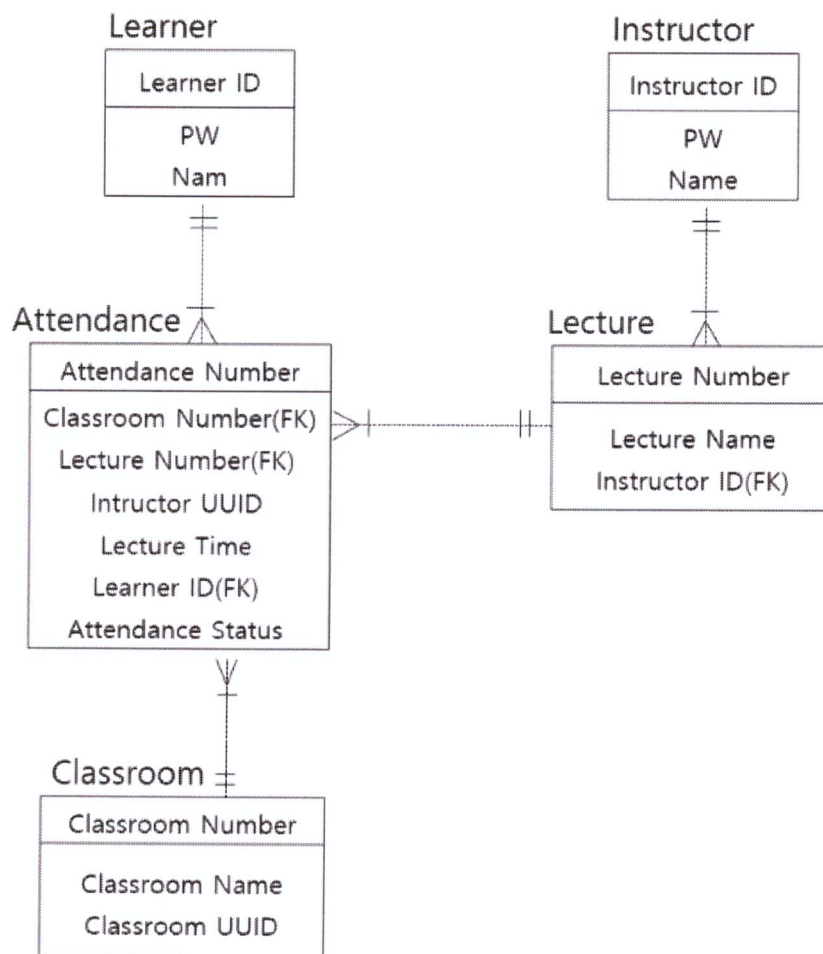 Learner
Learner ID
PW
Nam
Instructor
Instructor ID
PW
Name
Attendance
Attendance Number
Classroom Number(FK)
Lecture Number(FK)
Intructor UUID
Lecture Time
Learner ID(FK)
Attendance Status
Lecture
Lecture Number
Lecture Name
Instructor ID(FK)
Classroom
Classroom Number
Classroom Name
Classroom UUID